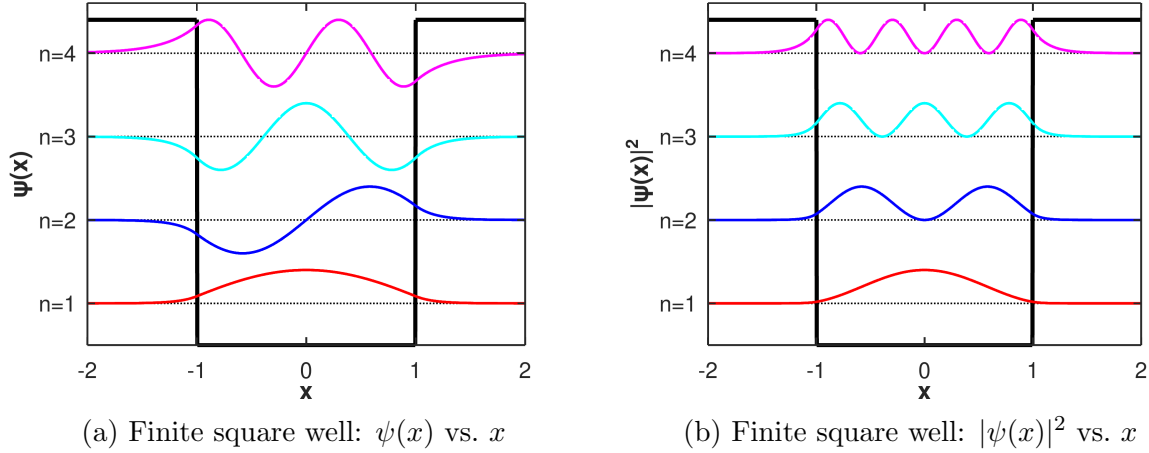 ψ(x)
n=4
n=3
n=2
n=1
-2 -1 0 1 2
x
(a) Finite square well: ψ(x) vs. x
|ψ(x)|²
n=4
n=3
n=2
n=1
-2 -1 0 1 2
x
(b) Finite square well: |ψ(x)|² vs. x